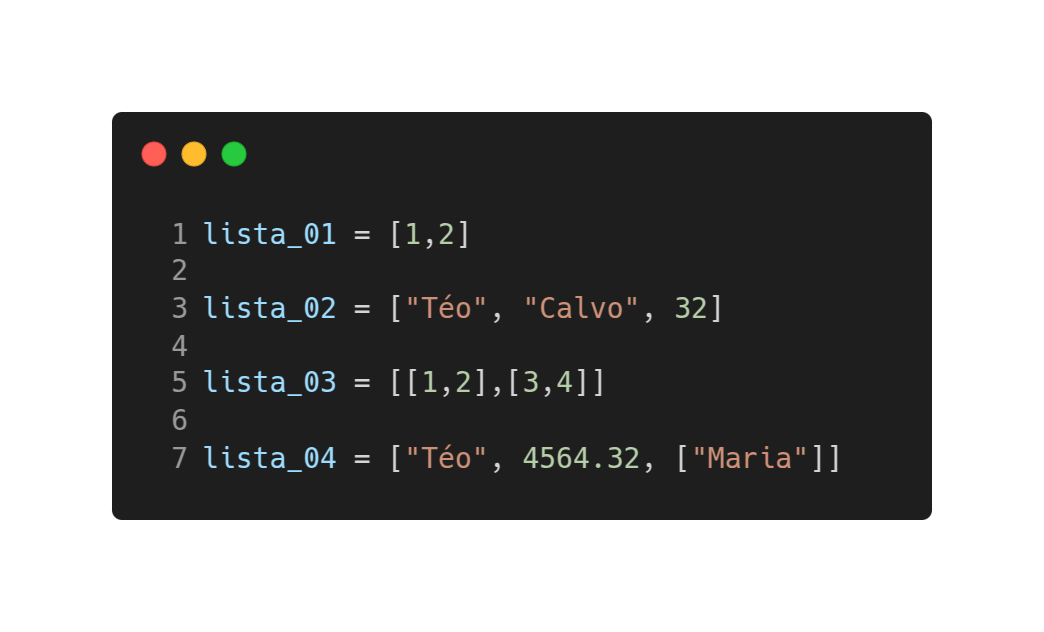 1 lista_01 = [1,2]
2
3 lista_02 = ["Téo", "Calvo", 32]
4
5 lista_03 = [[1,2],[3,4]]
6
7 lista_04 = ["Téo", 4564.32, ["Maria"]]